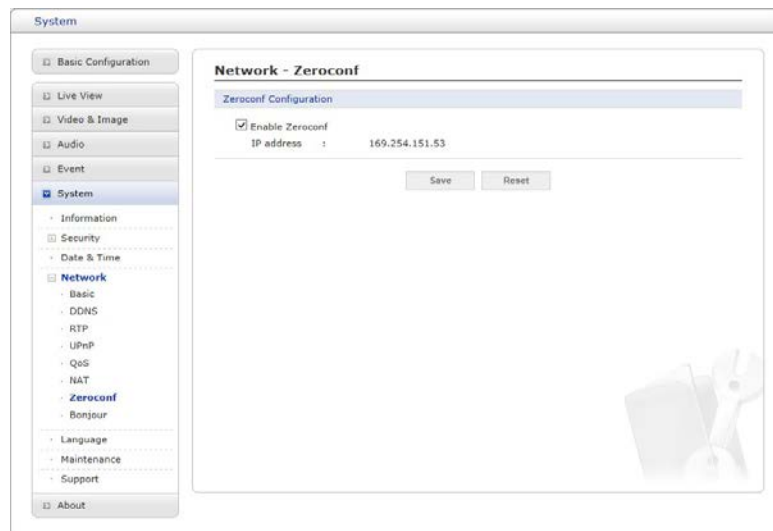 System
Basic Configuration
Live View
Video & Image
Audio
Event
System
Information
Security
Date & Time
Network
Basic
DDNS
RTP
UPnP
QoS
NAT
Zeroconf
Bonjour
Language
Maintenance
Support
About
Network - Zeroconf
Zeroconf Configuration
Enable Zeroconf
IP address : 169.254.151.53
Save Reset